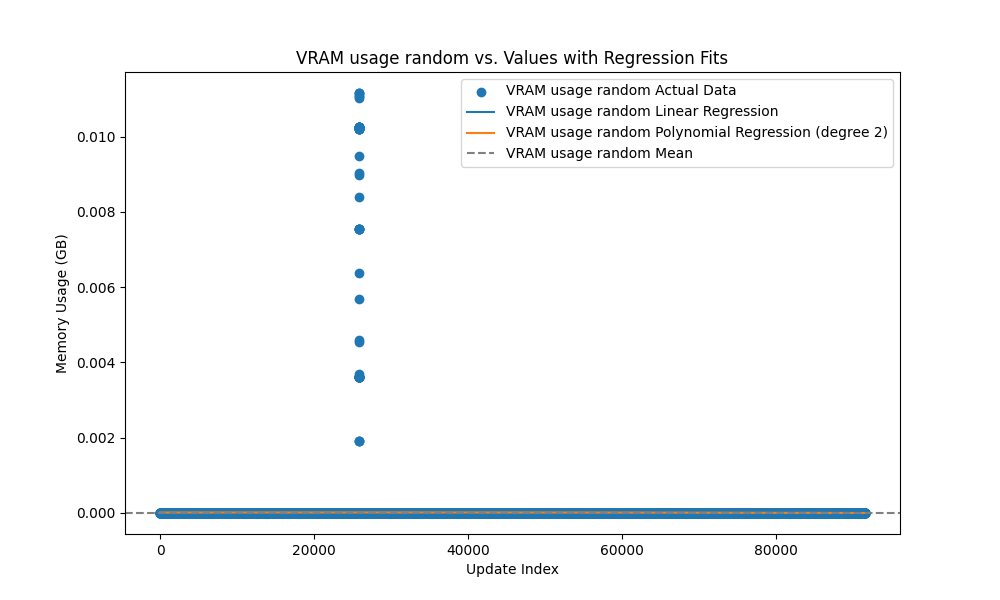 VRAM usage random vs. Values with Regression Fits
VRAM usage random Actual Data
VRAM usage random Linear Regression
VRAM usage random Polynomial Regression (degree 2)
VRAM usage random Mean
Memory Usage (GB)
0.010
0.008
0.006
0.004
0.002
0.000
0
20000
40000
60000
80000
Update Index